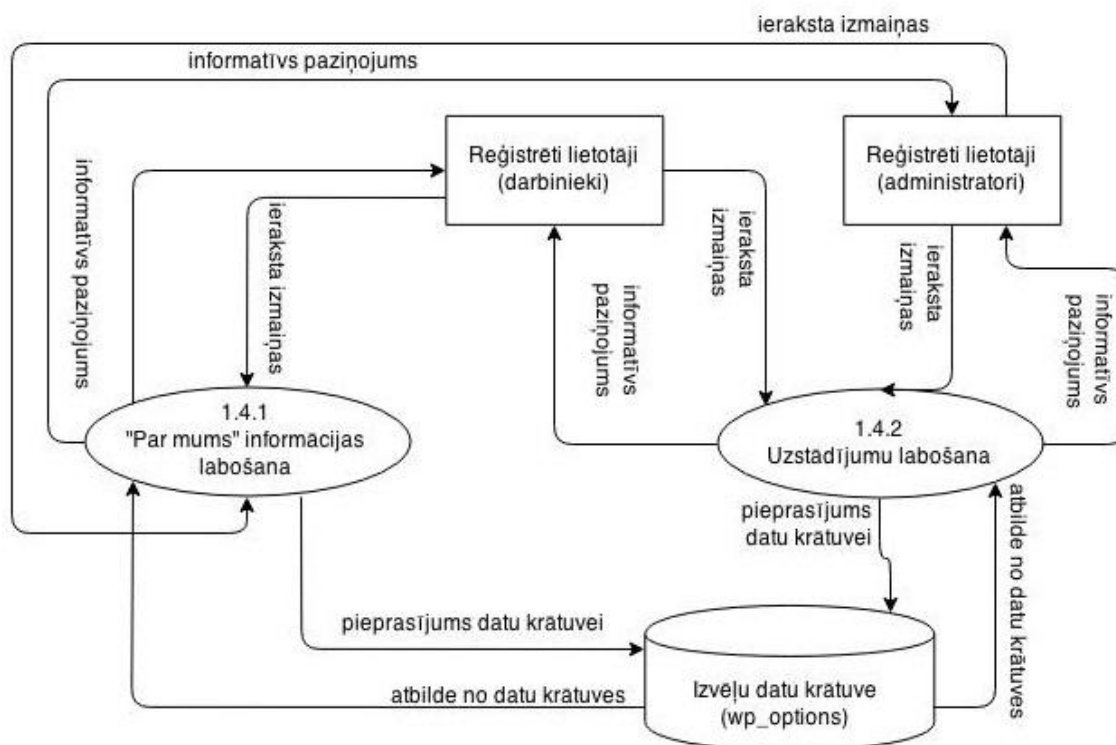 ieraksta izmaiņas
informatīvs paziņojums
Reģistrēti lietotāji
(darbinieki)
Reģistrēti lietotāji
(administratori)
informatīvs paziņojums
ieraksta izmaiņas
informatīvs
paziņojums
ieraksta
izmaiņas
ieraksta
izmaiņas
informatīvs
paziņojums
1.4.1
"Par mums" informācijas
labošana
1.4.2
Uzstādījumu labošana
pieprasījums
datu krātuvei
atbilde no datu krātuves
pieprasījums datu krātuvei
atbilde no datu krātuves
Izvēļu datu krātuve
(wp_options)